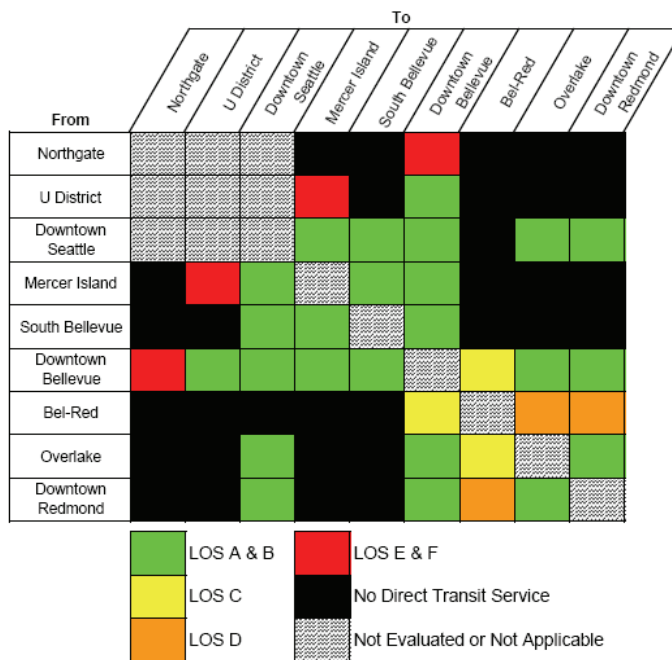 To
Northgate
U District
Downtown
Seattle
Mercer Island
South Bellevue
Downtown
Bellevue
Bel-Red
Overlake
Downtown
Redmond
From
Northgate
U District
Downtown
Seattle
Mercer Island
South Bellevue
Downtown
Bellevue
Bel-Red
Overlake
Downtown
Redmond
LOS A & B
LOS E & F
LOS C
No Direct Transit Service
LOS D
Not Evaluated or Not Applicable